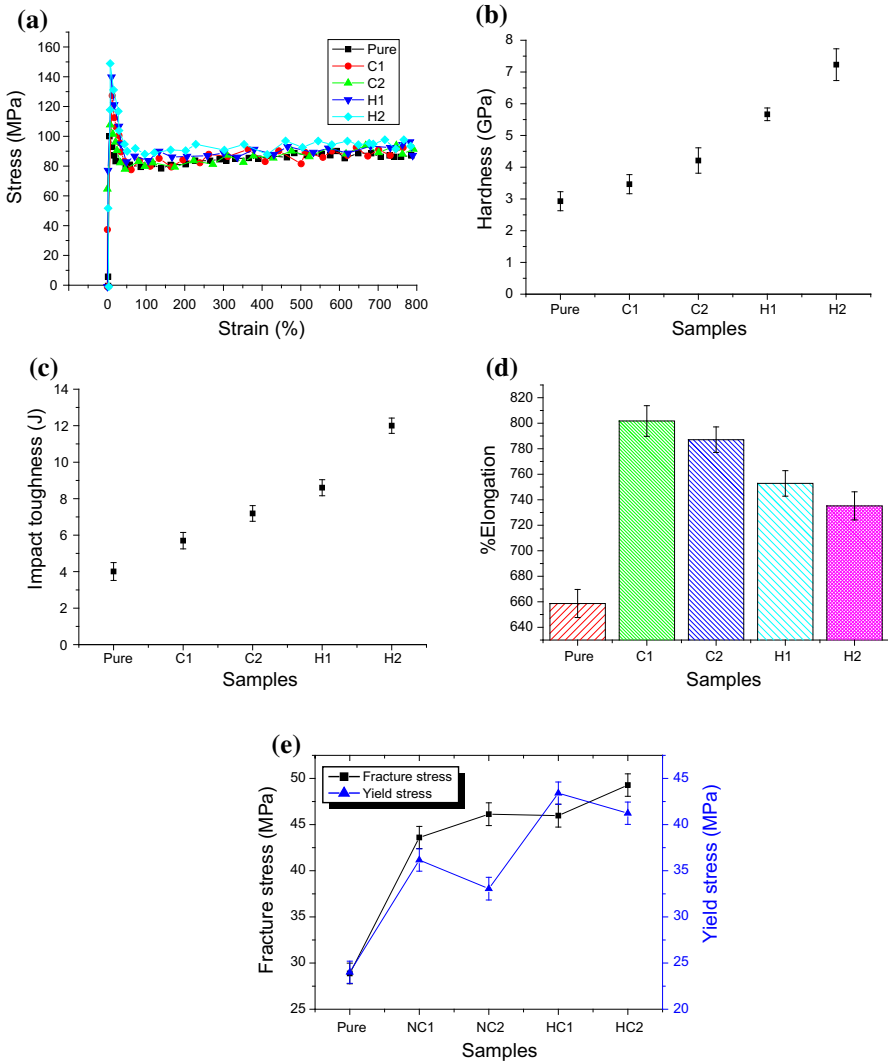 (a)
Stress (MPa)
160
140
120
100
80
60
40
20
0
0 100 200 300 400 500 600 700 800
Strain (%)
Pure
C1
C2
H1
H2
(b)
Hardness (GPa)
8
7
6
5
4
3
2
1
0
Pure C1 C2 H1 H2
Samples
(c)
Impact toughness (J)
14
12
10
8
6
4
2
0
Pure C1 C2 H1 H2
Samples
(d)
%Elongation
820
800
780
760
740
720
700
680
660
640
Pure C1 C2 H1 H2
Samples
(e)
Fracture stress (MPa)
50
45
40
35
30
25
Fracture stress
Yield stress
45
40
35
30
25
20
Yield stress (MPa)
Pure NC1 NC2 HC1 HC2
Samples